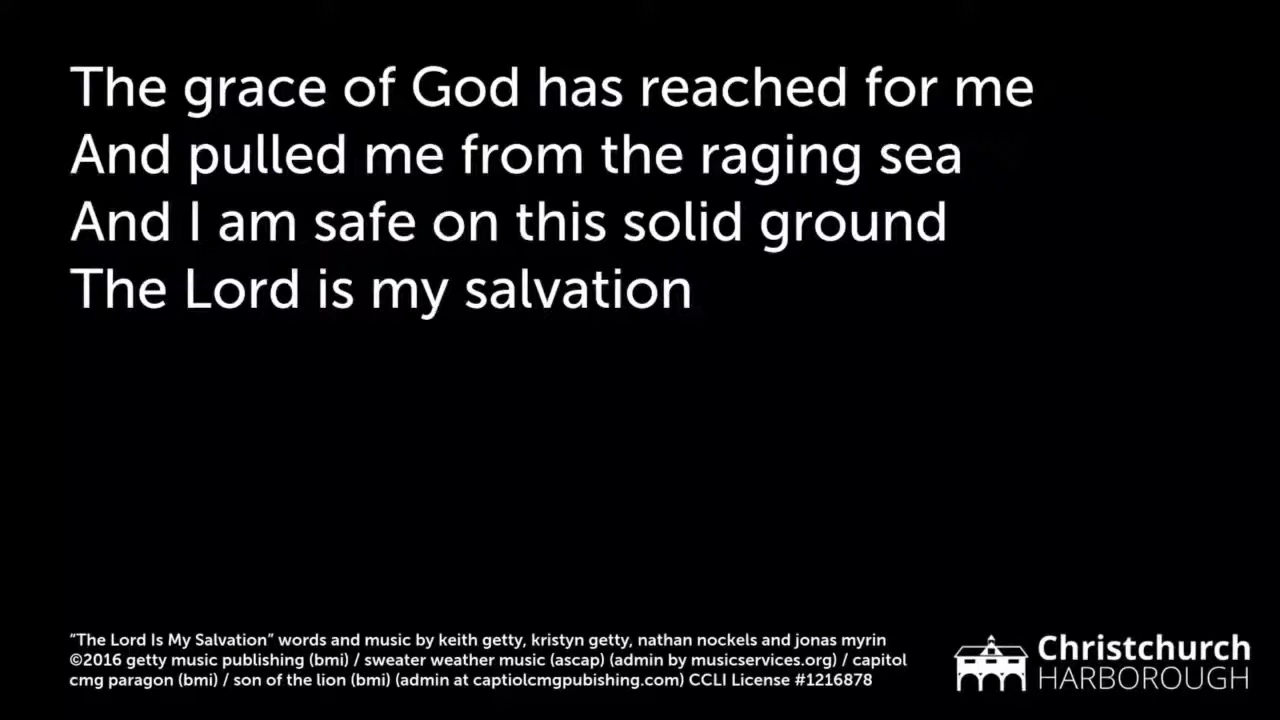 The grace of God has reached for me
And pulled me from the raging sea
And I am safe on this solid ground
The Lord is my salvation
“The Lord Is My Salvation” words and music by keith getty, kristyn getty, nathan nockels and jonas myrin
©2016 getty music publishing (bmi) / sweater weather music (ascap) (admin by musicservices.org) / capitol
cmg paragon (bmi) / son of the lion (bmi) (admin at captiolcmgpubishing.com) CCLI License #1216878
Christchurch
HARBOROUGH